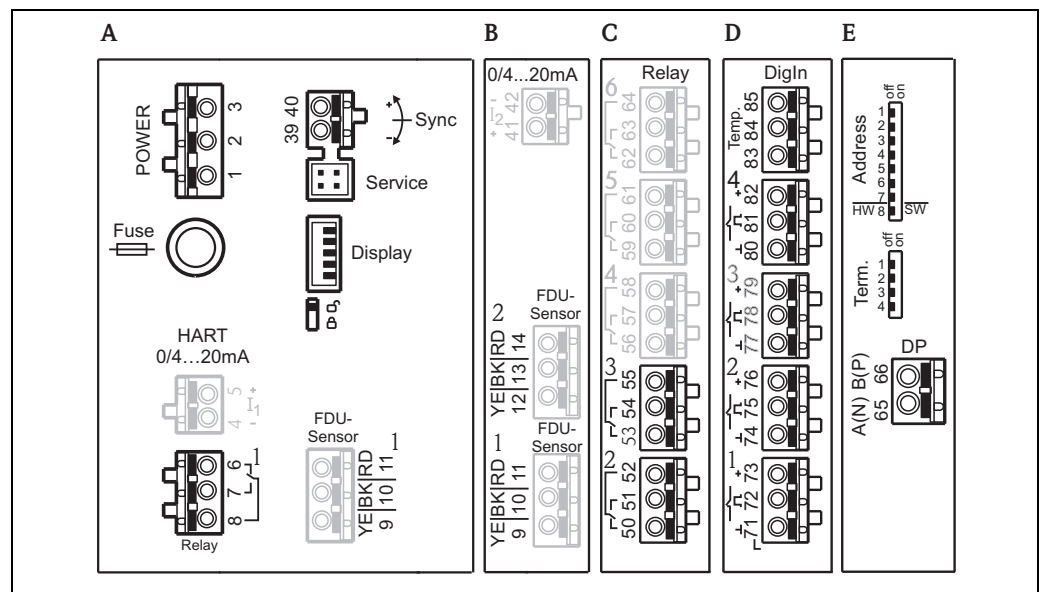 A
B
C
D
E
POWER
3
2
1
39 40
+
-
Sync
Service
Fuse
Display
HART
0/4...20mA
5 +
I1
4 -
6
7
8
1
Relay
FDU-
Sensor
1
YE|BK|RD
9 |10| 11
0/4...20mA
-
I2
+
41 42
2
FDU-
Sensor
YE|BK|RD
12|13| 14
1
FDU-
Sensor
YE|BK|RD
9 |10| 11
Relay
6
62 63 64
5
59 60 61
4
56 57 58
3
53 54 55
2
50 51 52
DigIn
Temp.
83 84 85
4
+
80 81 82
3
+
77 78 79
2
+
74 75 76
1
+
71 72 73
off
on
Address
1
2
3
4
5
6
7
HW 8 SW
off
on
Term.
1
2
3
4
DP
A(N) B(P)
65 66